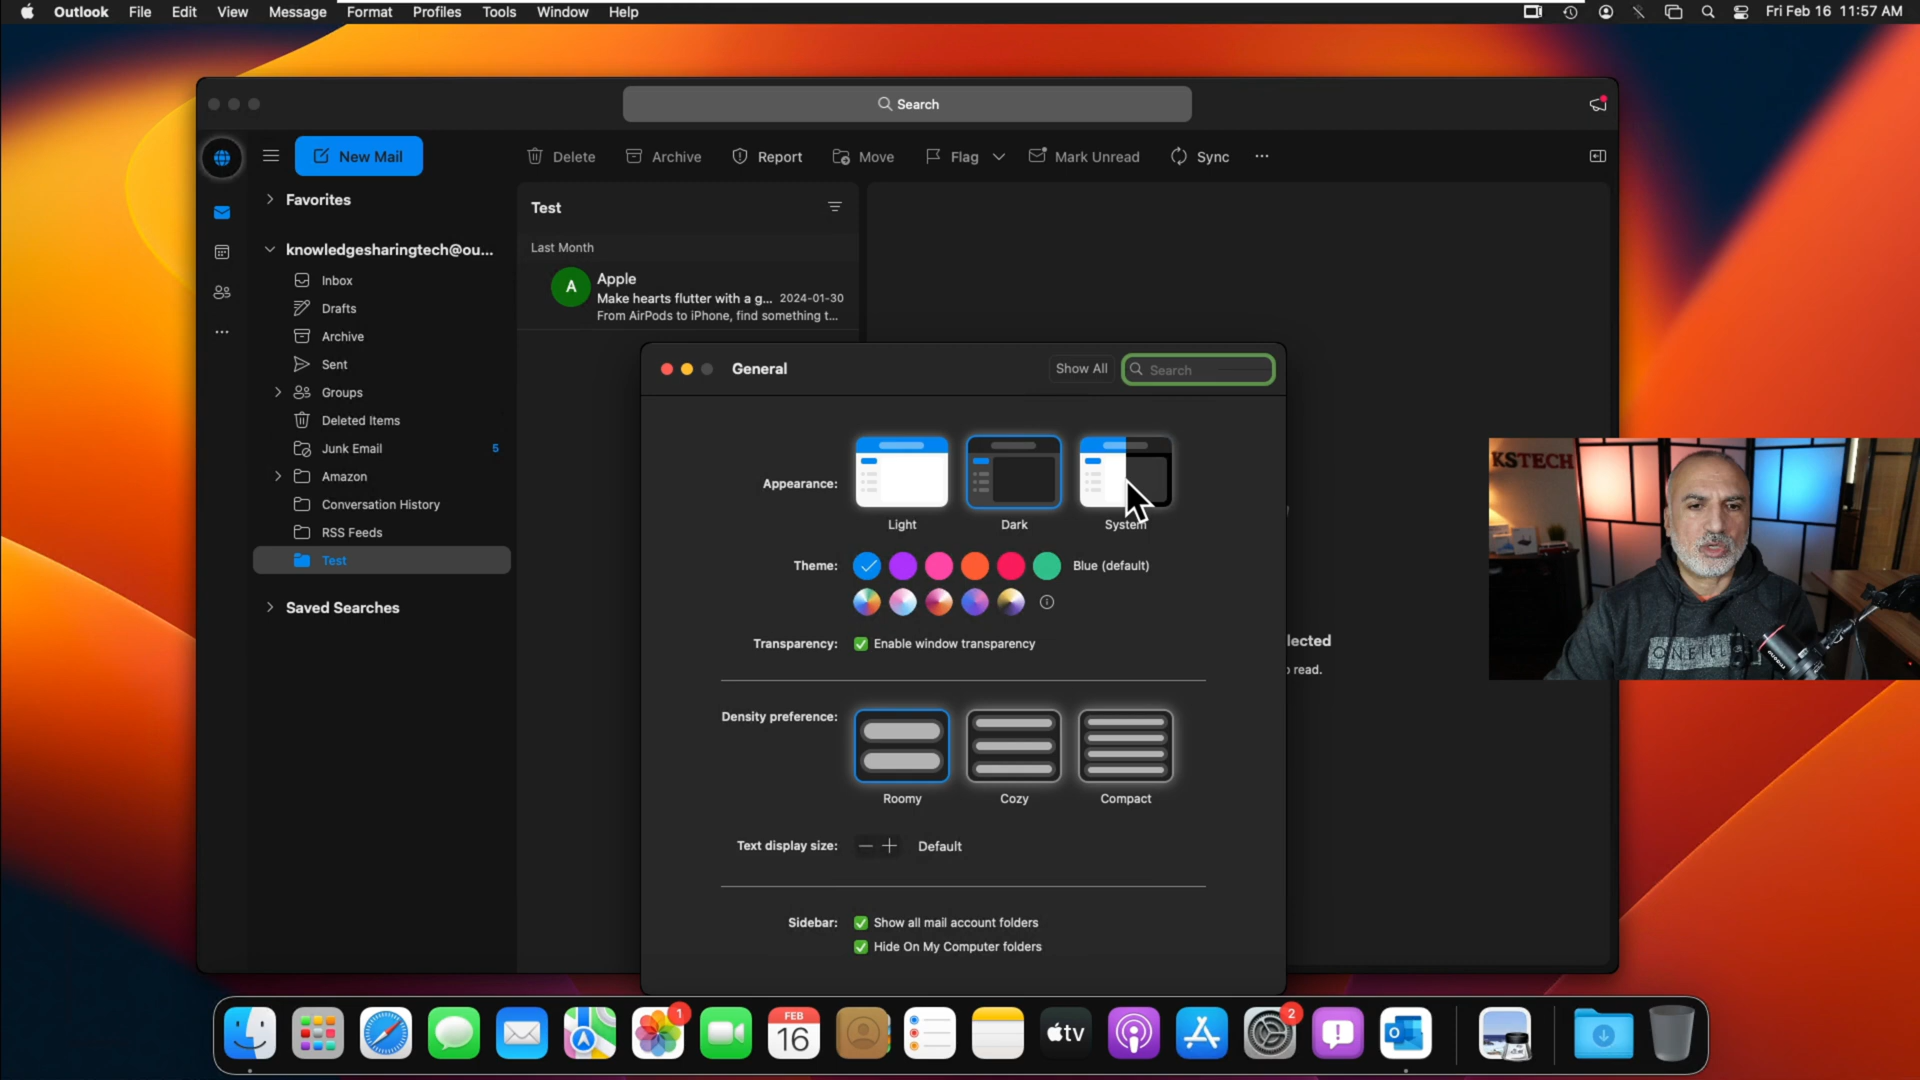 Outlook File Edit View Message Format Profiles Tools Window Help Fri Feb 16 11:57 AM
Search
New Mail Delete Archive Report Move Flag Mark Unread Sync ...
Favorites
Test
Last Month
knowledgesharingtech@ou...
A
Apple
Make hearts flutter with a g... 2024-01-30
From AirPods to iPhone, find something t...
Inbox
Drafts
Archive
Sent
Groups
Deleted Items
Junk Email 5
Amazon
Conversation History
RSS Feeds
Test
Saved Searches
General Show All Search
Appearance:
Light Dark System
Theme: Blue (default)
Transparency: Enable window transparency
Density preference:
Roomy Cozy Compact
Text display size: Default
Sidebar: Show all mail account folders
Hide On My Computer folders
lected
read.
KSTECH
ONEILL
1
FEB
16
tv
2